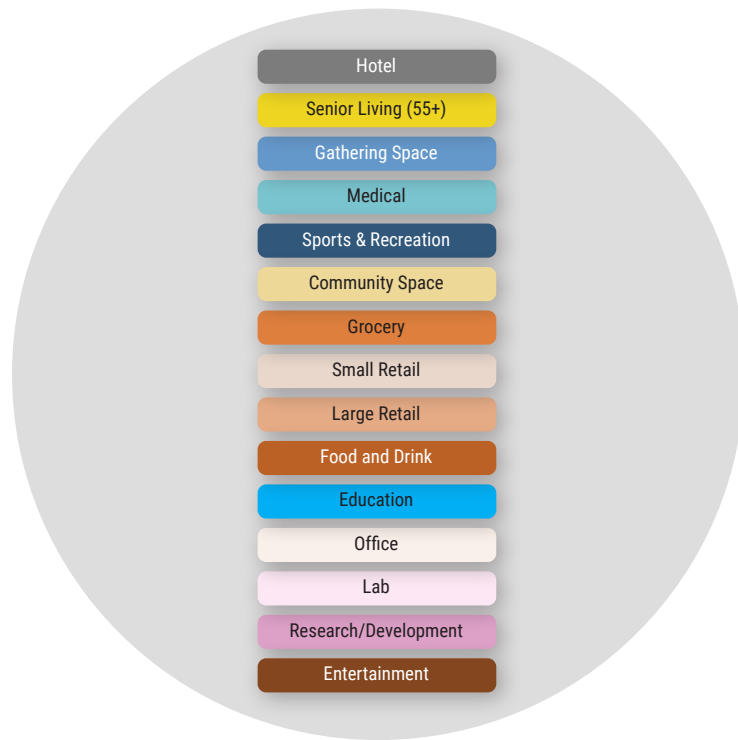 Hotel
Senior Living (55+)
Gathering Space
Medical
Sports & Recreation
Community Space
Grocery
Small Retail
Large Retail
Food and Drink
Education
Office
Lab
Research/Development
Entertainment